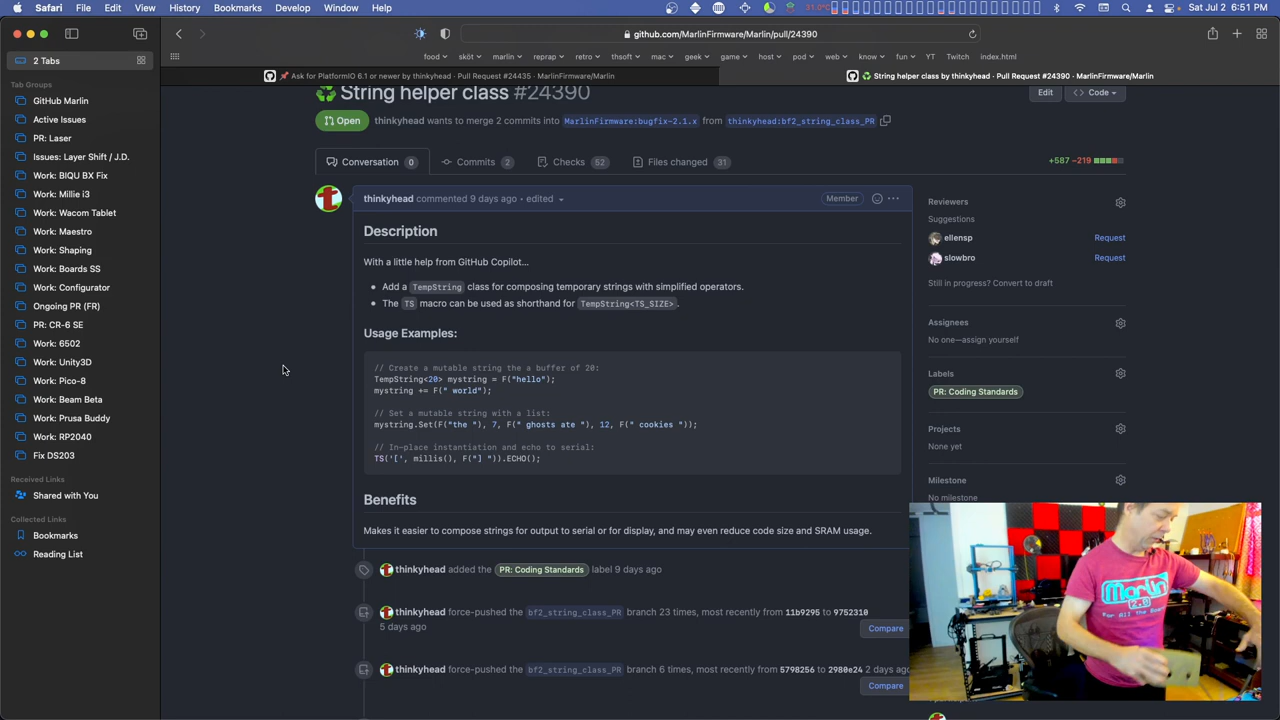 Safari File Edit View History Bookmarks Develop Window Help
31.0°C
Sat Jul 2 6:51 PM
2 Tabs
Tab Groups
GitHub Marlin
Active Issues
PR: Laser
Issues: Layer Shift / J.D.
Work: BIQU BX Fix
Work: Millie i3
Work: Wacom Tablet
Work: Maestro
Work: Shaping
Work: Boards SS
Work: Configurator
Ongoing PR (FR)
PR: CR-6 SE
Work: 6502
Work: Unity3D
Work: Pico-8
Work: Beam Beta
Work: Prusa Buddy
Work: RP2040
Fix DS203
Received Links
Shared with You
Collected Links
Bookmarks
Reading List
github.com/MarlinFirmware/Marlin/pull/24390
food sköt marlin reprap retro thsoft mac geek game host pod web know fun YT Twitch index.html
Ask for PlatformIO 6.1 or newer by thinkyhead · Pull Request #24435 · MarlinFirmware/Marlin
String helper class by thinkyhead · Pull Request #24390 · MarlinFirmware/Marlin
String helper class #24390
Edit <> Code
Open thinkyhead wants to merge 2 commits into MarlinFirmware:bugfix-2.1.x from thinkyhead:bf2_string_class_PR
Conversation 0 Commits 2 Checks 52 Files changed 31
+587 −219
thinkyhead commented 9 days ago • edited
Member
Description
With a little help from GitHub Copilot...
• Add a TempString class for composing temporary strings with simplified operators.
• The TS macro can be used as shorthand for TempString<TS_SIZE>.
Usage Examples:
// Create a mutable string the a buffer of 20:
TempString<20> mystring = F("hello");
mystring += F(" world");
// Set a mutable string with a list:
mystring.Set(F("the "), 7, F(" ghosts ate "), 12, F(" cookies "));
// In-place instantiation and echo to serial:
TS('[', millis(), F("] ")).ECHO();
Benefits
Makes it easier to compose strings for output to serial or for display, and may even reduce code size and SRAM usage.
thinkyhead added the PR: Coding Standards label 9 days ago
thinkyhead force-pushed the bf2_string_class_PR branch 23 times, most recently from 11b9295 to 9752310
5 days ago
Compare
thinkyhead force-pushed the bf2_string_class_PR branch 6 times, most recently from 5798256 to 2980e24 2 days ago
Compare
Reviewers
Suggestions
ellensp Request
slowbro Request
Still in progress? Convert to draft
Assignees
No one—assign yourself
Labels
PR: Coding Standards
Projects
None yet
Milestone
No milestone
Marlin
For All the